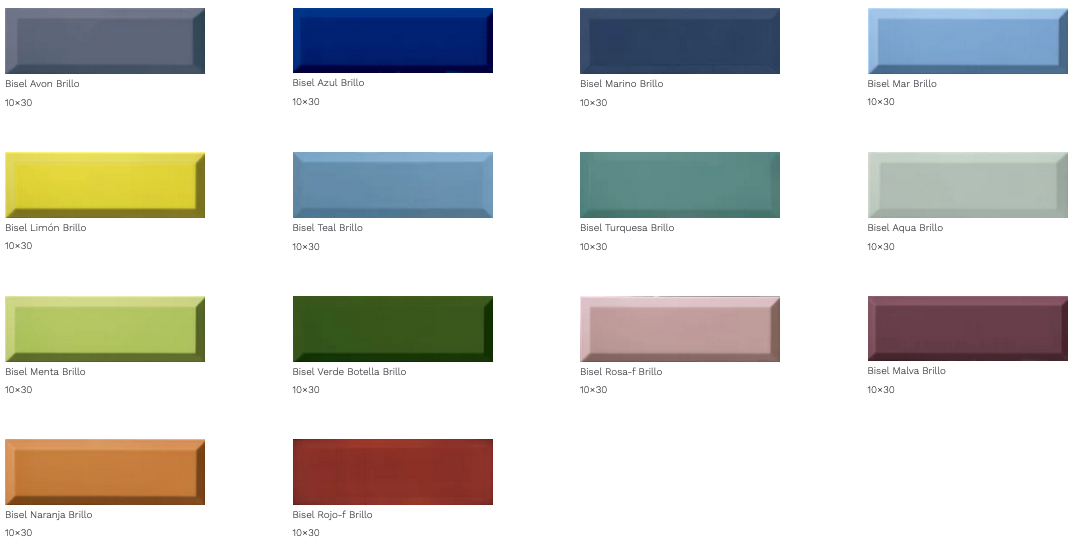 Bisel Avon Brillo
10×30
Bisel Azul Brillo
10×30
Bisel Marino Brillo
10×30
Bisel Mar Brillo
10×30
Bisel Limón Brillo
10×30
Bisel Teal Brillo
10×30
Bisel Turquesa Brillo
10×30
Bisel Aqua Brillo
10×30
Bisel Menta Brillo
10×30
Bisel Verde Botella Brillo
10×30
Bisel Rosa-f Brillo
10×30
Bisel Malva Brillo
10×30
Bisel Naranja Brillo
10×30
Bisel Rojo-f Brillo
10×30